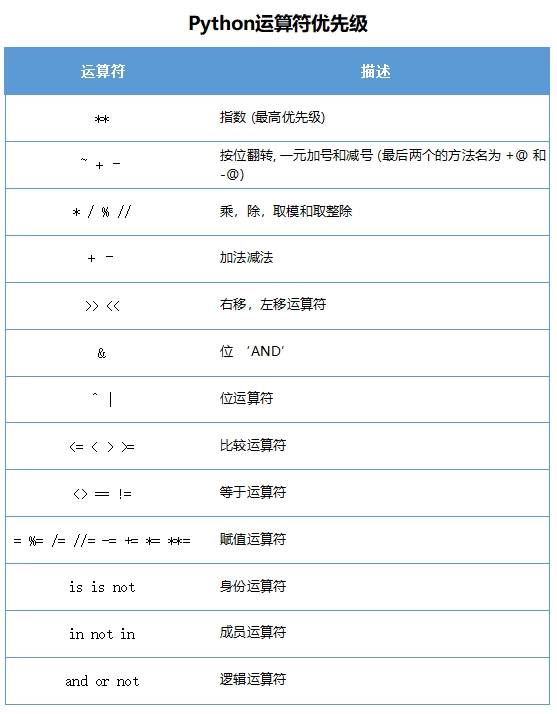 Python运算符优先级
运算符 描述
** 指数 (最高优先级)
~ + - 按位翻转, 一元加号和减号 (最后两个的方法名为 +@ 和
-@)
* / % // 乘，除，取模和取整除
+ - 加法减法
>> << 右移，左移运算符
& 位 ‘AND’
^ | 位运算符
<= < > >= 比较运算符
<> == != 等于运算符
= %= /= //= -= += *= **= 赋值运算符
is is not 身份运算符
in not in 成员运算符
and or not 逻辑运算符